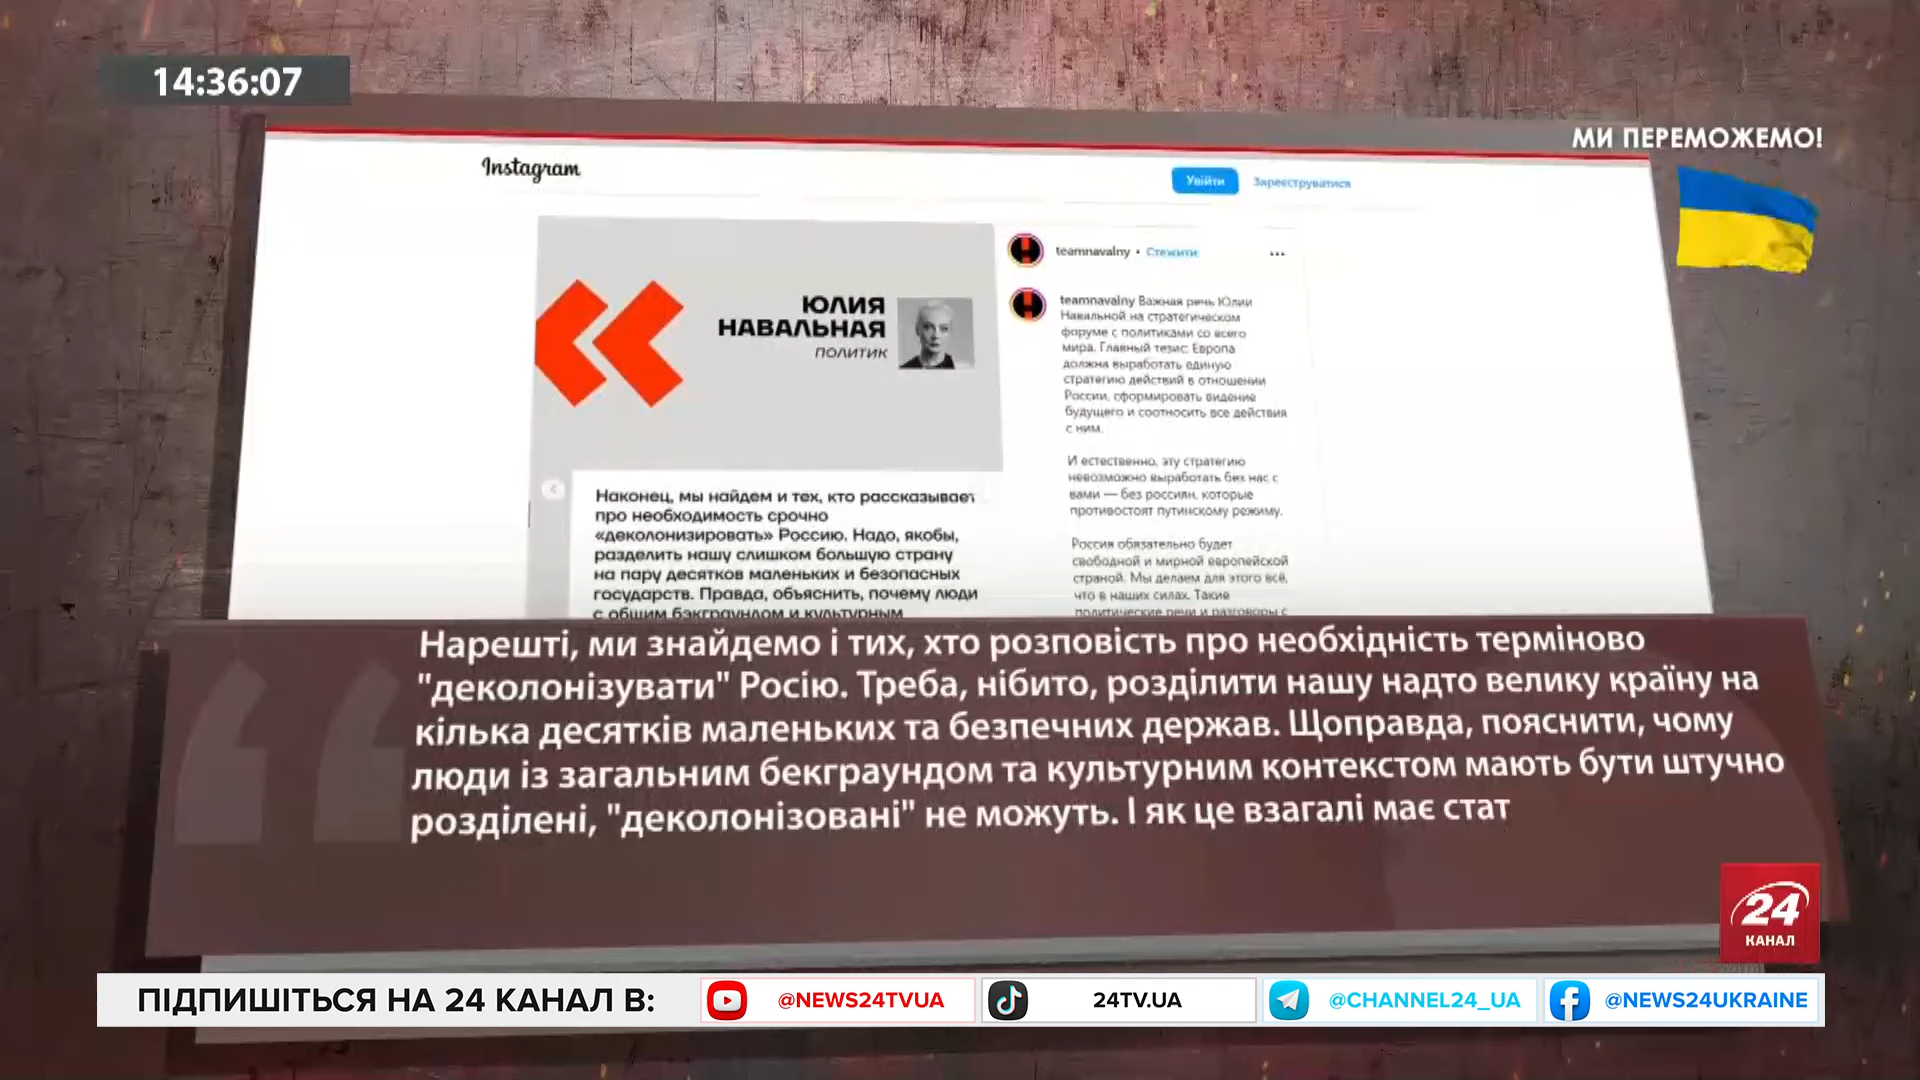 14:36:07
МИ ПЕРЕМОЖЕМО!
Instagram
Увійти
Зареєструватися
ЮЛИЯ
НАВАЛЬНАЯ
ПОЛИТИК
teamnavalny • Стежити
teamnavalny Важная речь Юлии
Навальной на стратегическом
форуме с политиками со всего
мира. Главный тезис: Европа
должна выработать единую
стратегию действий в отношении
России, сформировать видение
будущего и соотносить все действия
с ним.
И естественно, эту стратегию
невозможно выработать без нас с
вами — без россиян, которые
противостоят путинскому режиму.
Россия обязательно будет
свободной и мирной европейской
страной. Мы делаем для этого всё,
что в наших силах. Такие
политические речи и разговоры с
Наконец, мы найдем и тех, кто рассказывает
про необходимость срочно
«деколонизировать» Россию. Надо, якобы,
разделить нашу слишком большую страну
на пару десятков маленьких и безопасных
государств. Правда, объяснить, почему люди
с общим бэкграундом и культурным
Нарешті, ми знайдемо і тих, хто розповість про необхідність терміново
"деколонізувати" Росію. Треба, нібито, розділити нашу надто велику країну на
кілька десятків маленьких та безпечних держав. Щоправда, пояснити, чому
люди із загальним бекграундом та культурним контекстом мають бути штучно
розділені, "деколонізовані" не можуть. І як це взагалі має стат
24
КАНАЛ
ПІДПИШІТЬСЯ НА 24 КАНАЛ В:
@NEWS24TVUA
24TV.UA
@CHANNEL24_UA
@NEWS24UKRAINE